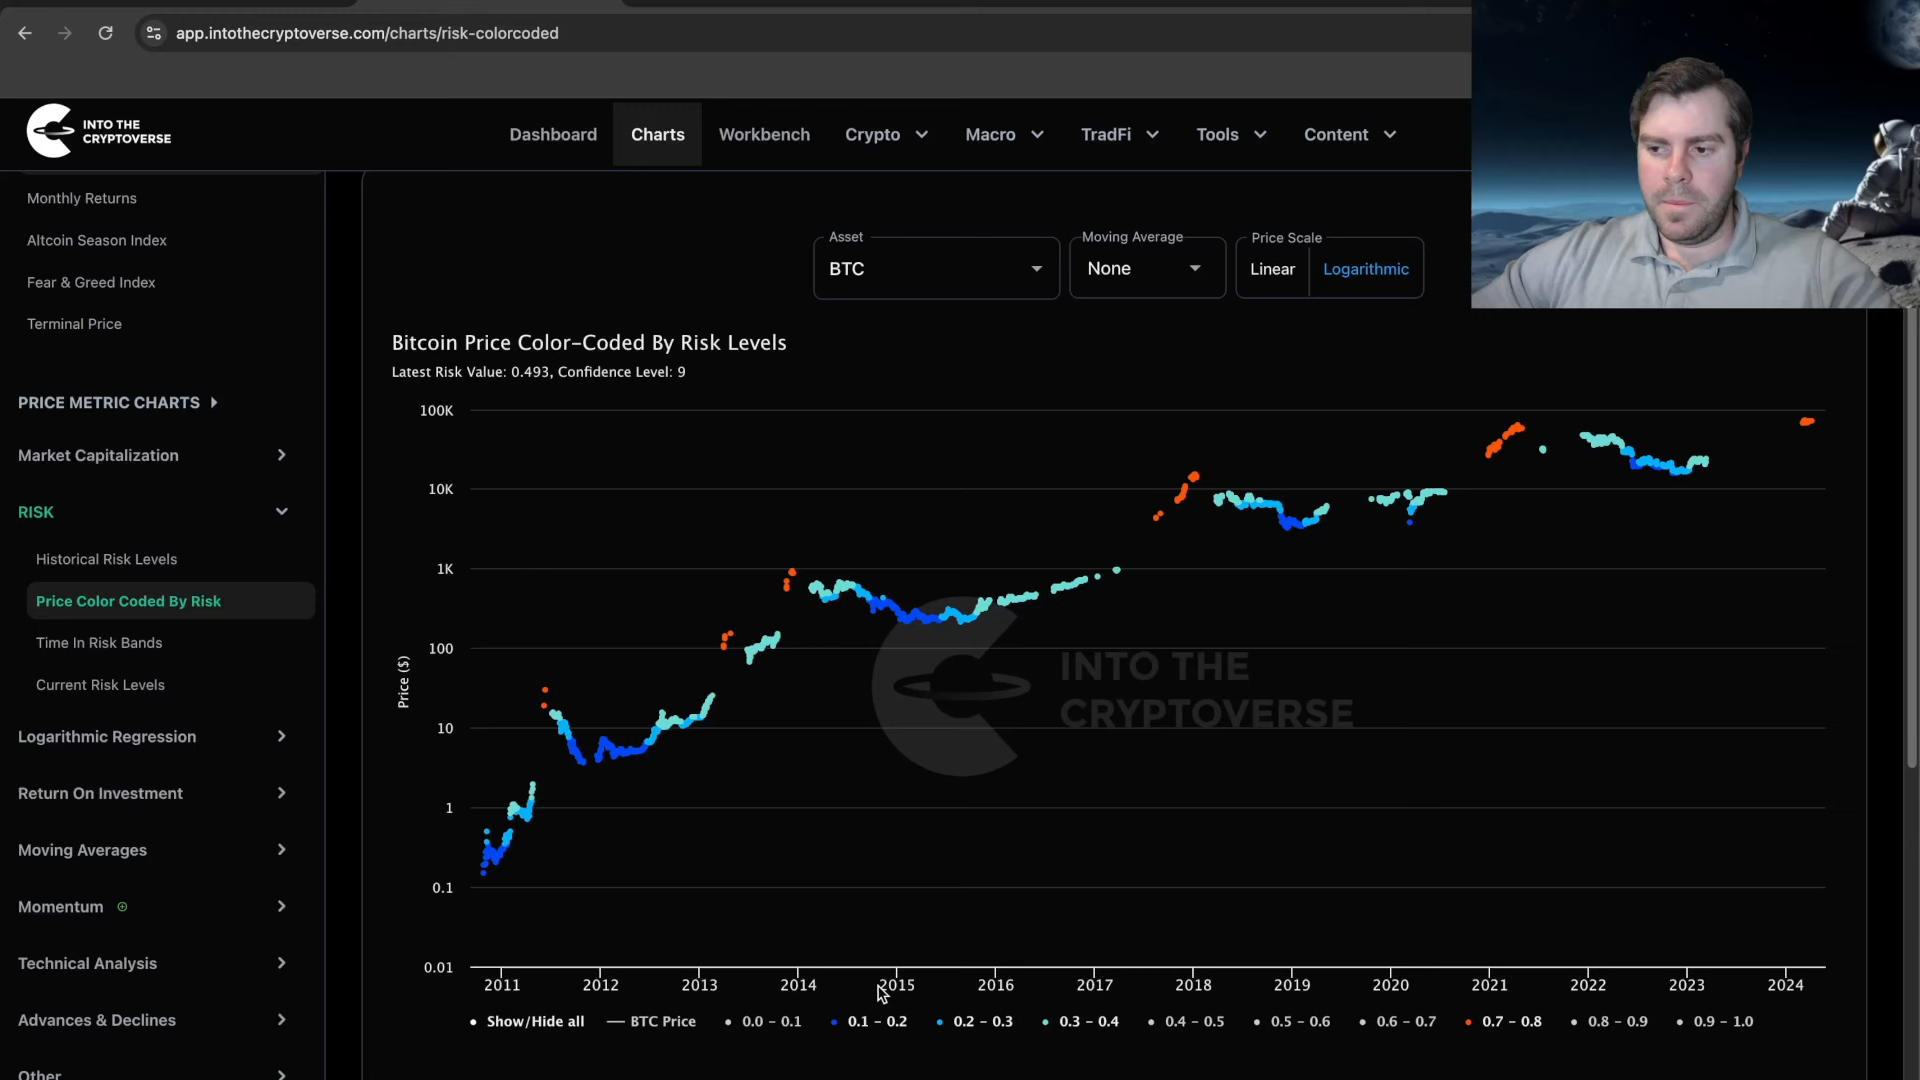 app.intothecryptoverse.com/charts/risk-colorcoded
INTO THE
CRYPTOVERSE
Dashboard
Charts
Workbench
Crypto
Macro
TradFi
Tools
Content
Monthly Returns
Altcoin Season Index
Fear & Greed Index
Terminal Price
PRICE METRIC CHARTS
Market Capitalization
RISK
Historical Risk Levels
Price Color Coded By Risk
Time In Risk Bands
Current Risk Levels
Logarithmic Regression
Return On Investment
Moving Averages
Momentum
Technical Analysis
Advances & Declines
Other
Asset
BTC
Moving Average
None
Price Scale
Linear
Logarithmic
Bitcoin Price Color-Coded By Risk Levels
Latest Risk Value: 0.493, Confidence Level: 9
100K
10K
1K
100
10
1
0.1
0.01
Price ($)
INTO THE
CRYPTOVERSE
2011 2012 2013 2014 2015 2016 2017 2018 2019 2020 2021 2022 2023 2024
Show/Hide all BTC Price 0.0 - 0.1 0.1 - 0.2 0.2 - 0.3 0.3 - 0.4 0.4 - 0.5 0.5 - 0.6 0.6 - 0.7 0.7 - 0.8 0.8 - 0.9 0.9 - 1.0